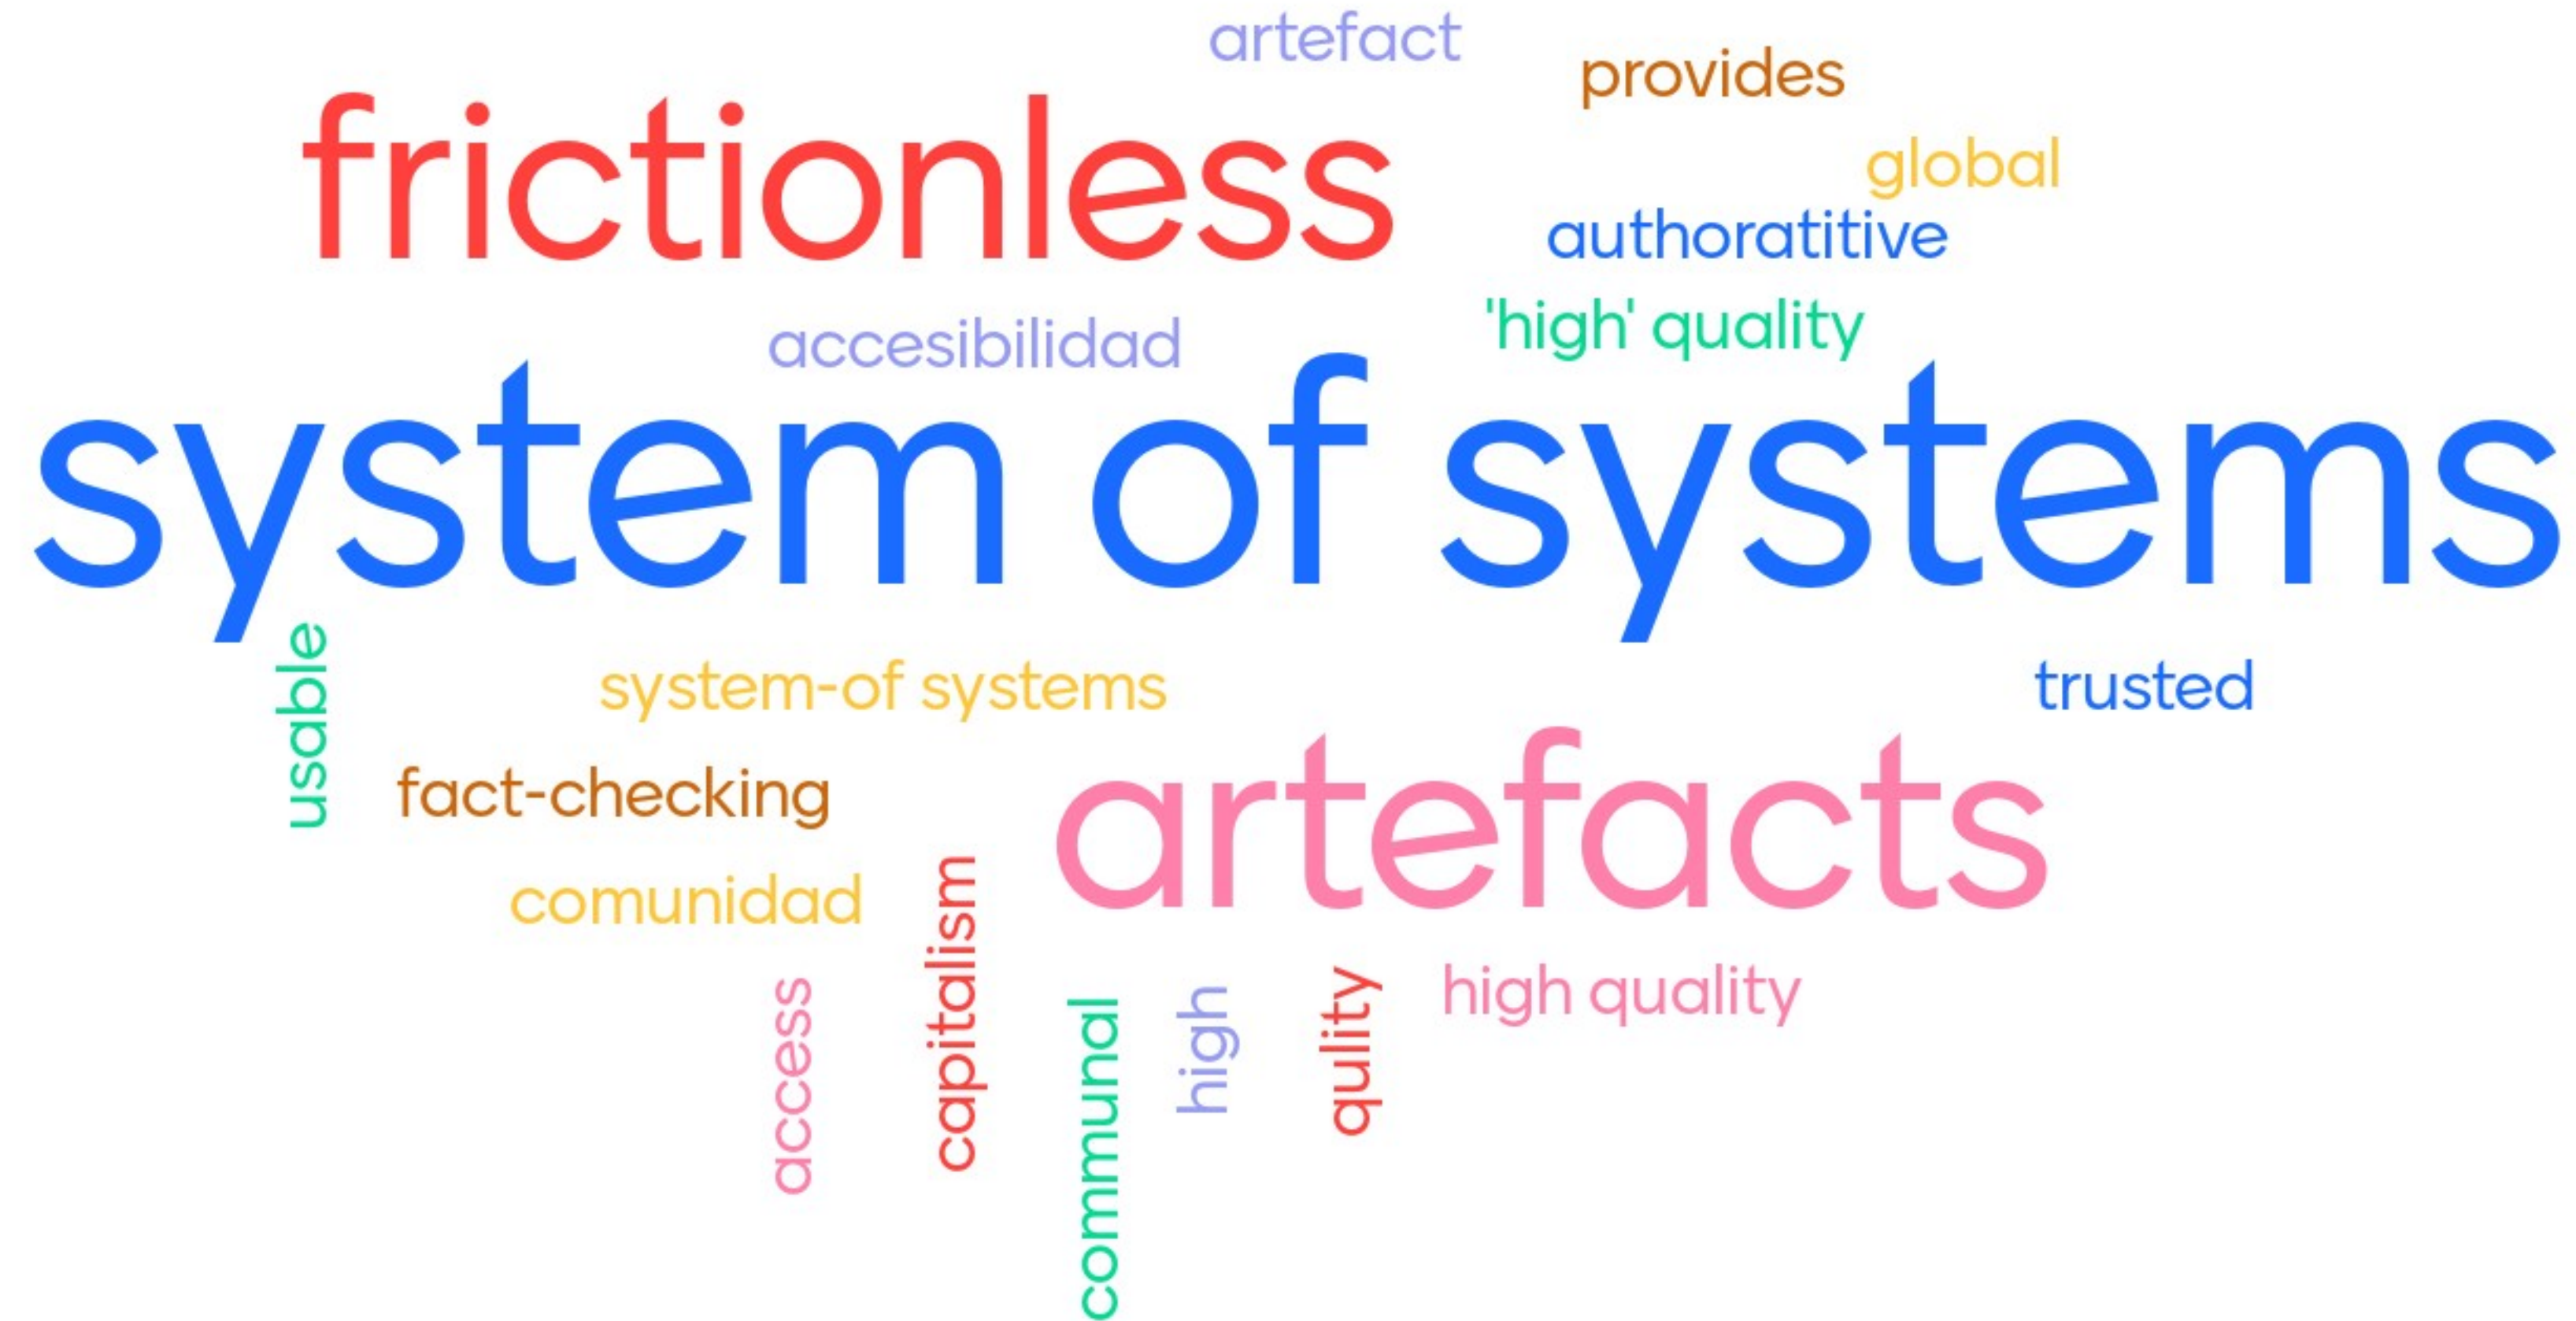 artefact
provides
frictionless
global
authoratitive
'high' quality
accesibilidad
system of systems
usable
system-of systems
trusted
fact-checking
artefacts
comunidad
capitalism
access
communal
high
qulity
high quality